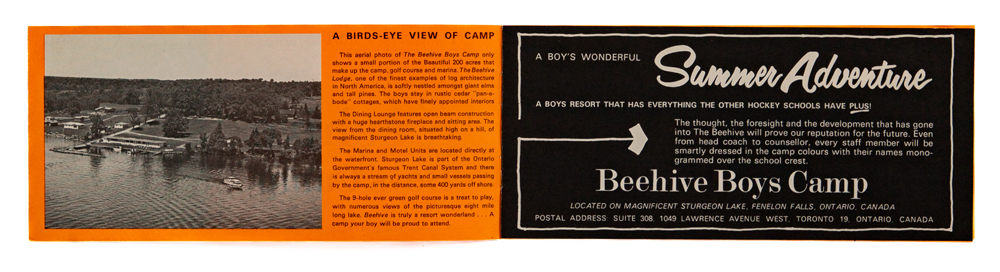 A BIRDS-EYE VIEW OF CAMP
This aerial photo of The Beehive Boys Camp only
shows a small portion of the Beautiful 200 acres that
make up the camp, golf course and marina. The Beehive
Lodge, one of the finest examples of log architecture
in North America, is softly nestled amongst giant elms
and tall pines. The boys stay in rustic cedar "pan-a-
bode" cottages, which have finely appointed interiors
The Dining Lounge features open beam construction
with a huge hearthstone fireplace and sitting area. The
view from the dining room, situated high on a hill, of
magnificent Sturgeon Lake is breathtaking.
The Marina and Motel Units are located directly at
the waterfront. Sturgeon Lake is part of the Ontario
Government's famous Trent Canal System and there
is always a stream of yachts and small vessels passing
by the camp, in the distance, some 400 yards off shore.
The 9-hole ever green golf course is a treat to play,
with numerous views of the picturesque eight mile
long lake. Beehive is truly a resort wonderland . . . A
camp your boy will be proud to attend.
A BOY'S WONDERFUL
Summer Adventure
A BOYS RESORT THAT HAS EVERYTHING THE OTHER HOCKEY SCHOOLS HAVE PLUS!
The thought, the foresight and the development that has gone
into The Beehive will prove our reputation for the future. Even
from head coach to counsellor, every staff member will be
smartly dressed in the camp colours with their names mono-
grammed over the school crest.
Beehive Boys Camp
LOCATED ON MAGNIFICENT STURGEON LAKE, FENELON FALLS, ONTARIO, CANADA
POSTAL ADDRESS SUITE 308, 1049 LAWRENCE AVENUE WEST, TORONTO 19, ONTARIO, CANADA